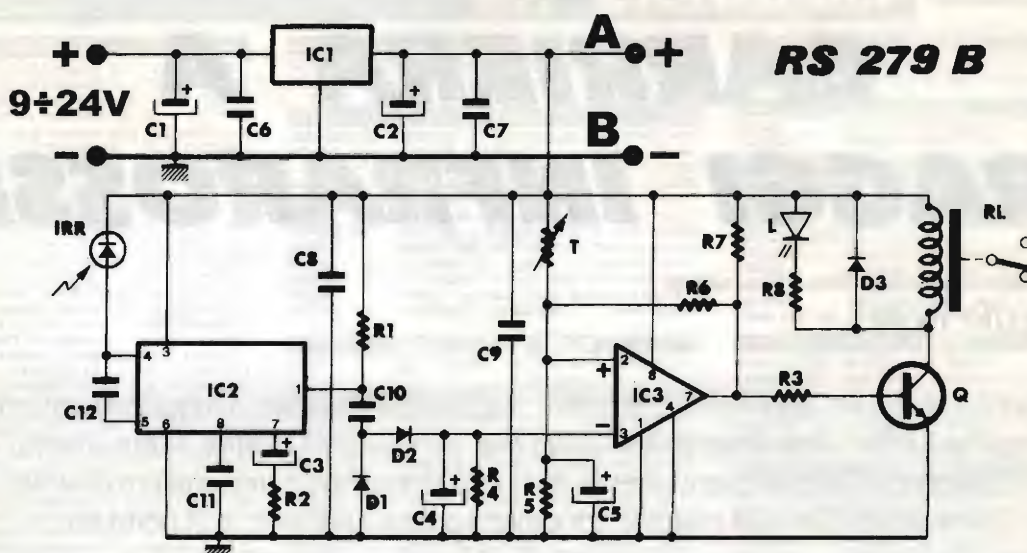 A +
RS 279 B
+ IC1
9÷24V
+ C1 C6 + C2 C7
B
− −
IRR
C8
T
R7
L
RL
R1
C9
R6
R8
D3
4 3
IC2
1
C10
+ 2
8
IC3
7
R3
Q
C12
5 6 8 7
− 3 1 4
D2
+ C3
C11
R2
D1
+ C4
R4
R5
+ C5